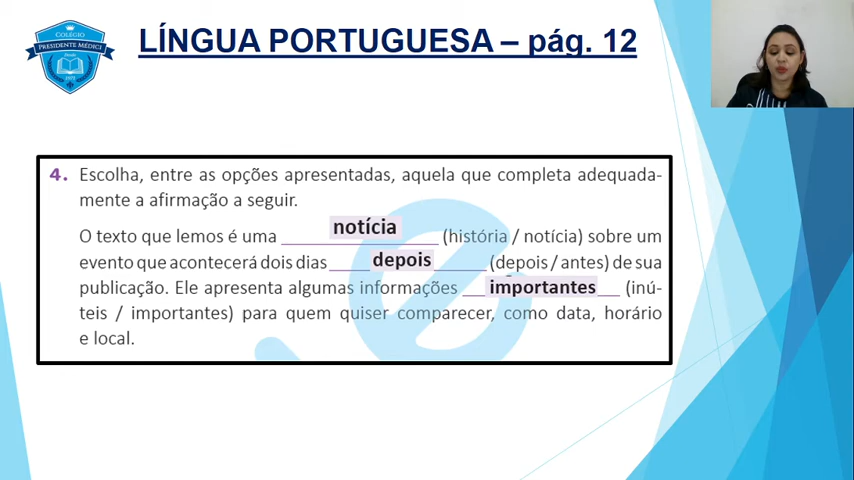 COLÉGIO
PRESIDENTE MÉDICI
LÍNGUA PORTUGUESA – pág. 12
4. Escolha, entre as opções apresentadas, aquela que completa adequada-
mente a afirmação a seguir.
O texto que lemos é uma notícia (história / notícia) sobre um
evento que acontecerá dois dias depois (depois / antes) de sua
publicação. Ele apresenta algumas informações importantes (inú-
teis / importantes) para quem quiser comparecer, como data, horário
e local.